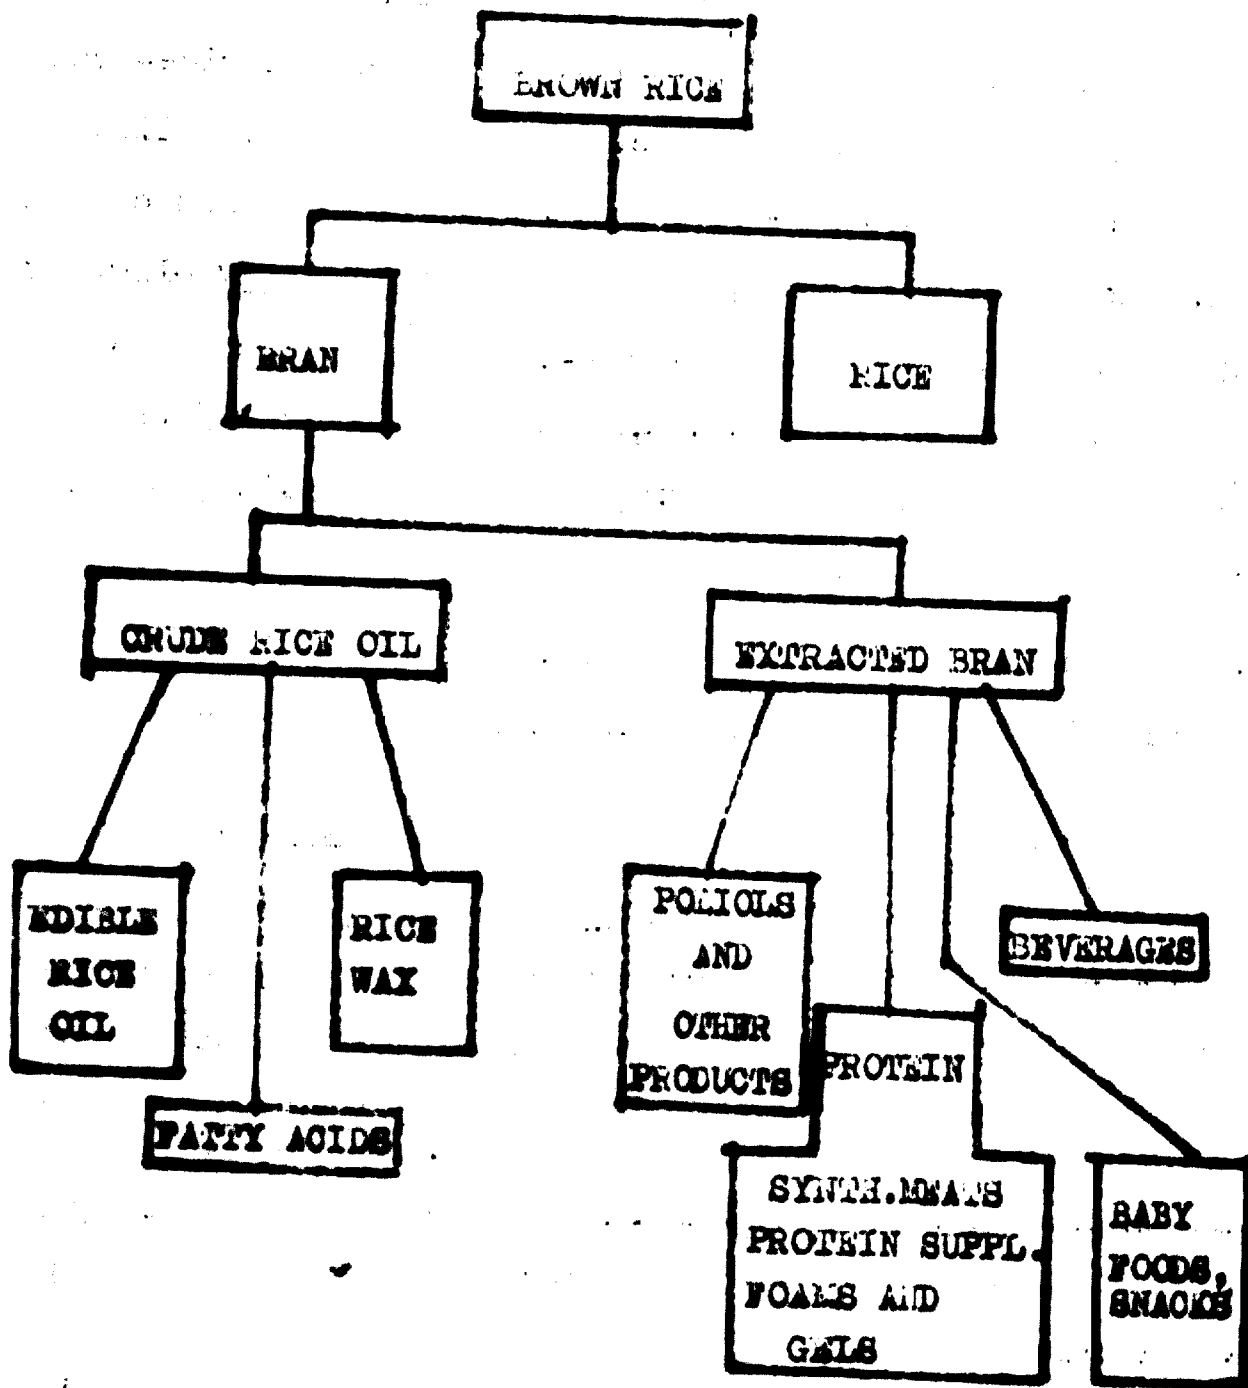 BROWN RICE
BRAN
RICE
CRUDE RICE OIL
EXTRACTED BRAN
EDIBLE
RICE
OIL
RICE
WAX
FATTY ACIDS
POLIOLS
AND
OTHER
PRODUCTS
BEVERAGES
PROTEIN
SYNTH.MEATS
PROTEIN SUPPL.
FOAMS AND
GELS
BABY
FOODS,
SNACKS